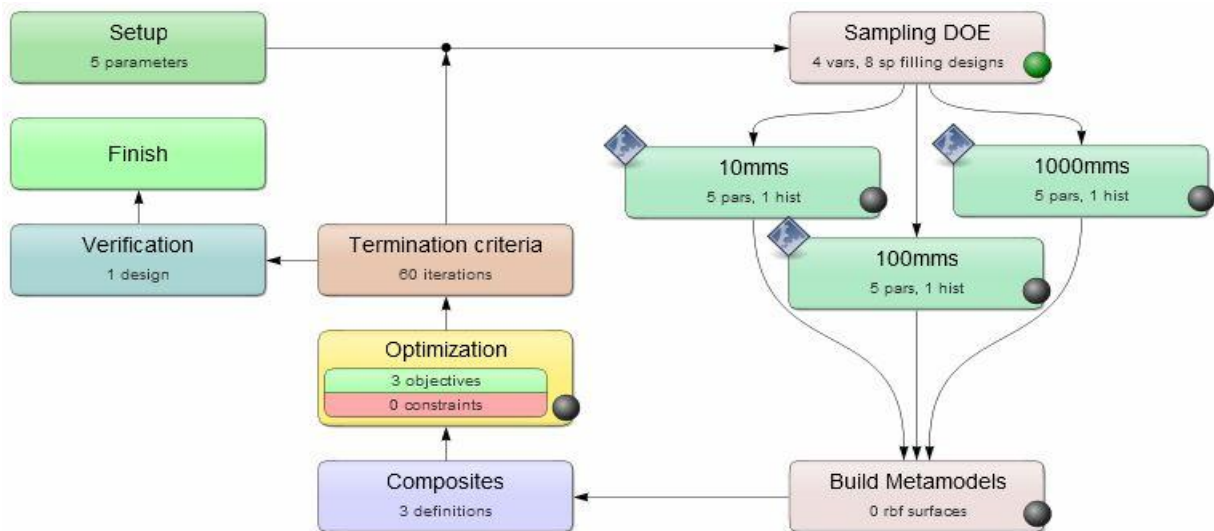 Setup
5 parameters
Sampling DOE
4 vars, 8 sp filling designs
Finish
10mms
5 pars, 1 hist
1000mms
5 pars, 1 hist
Verification
1 design
Termination criteria
60 iterations
100mms
5 pars, 1 hist
Optimization
3 objectives
0 constraints
Composites
3 definitions
Build Metamodels
0 rbf surfaces